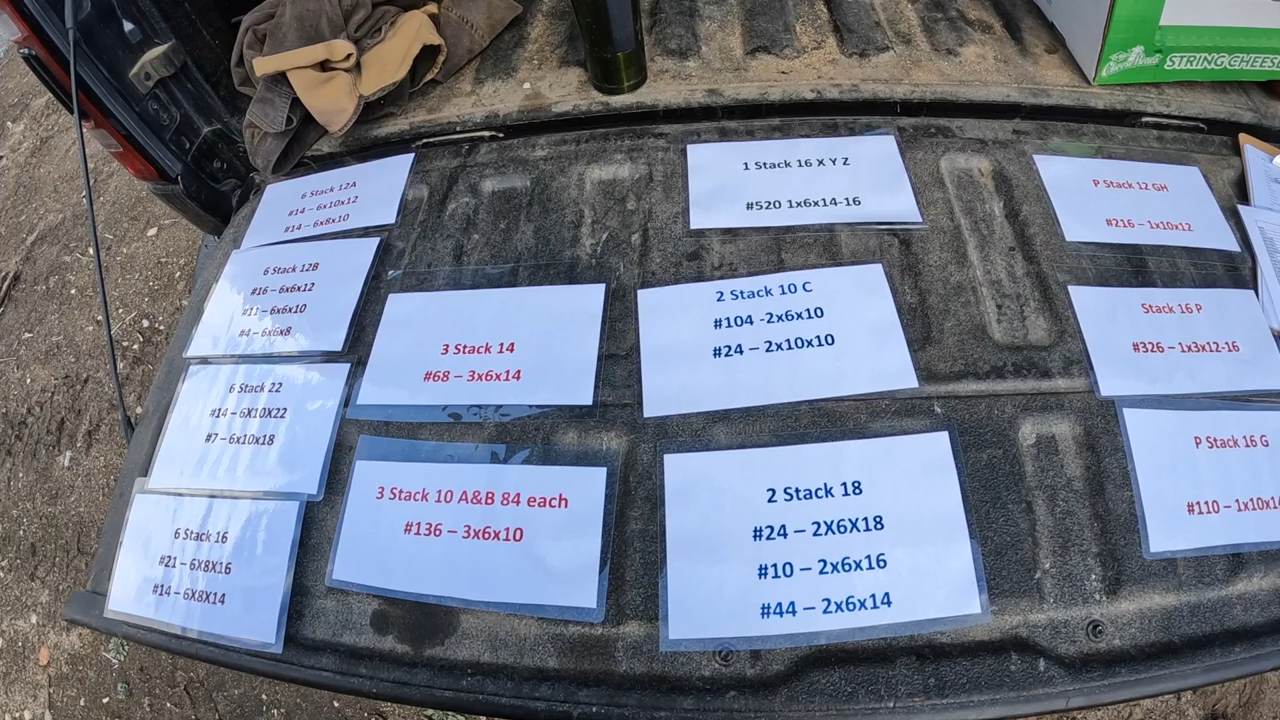 STRING CHEESE
6 Stack 12A
#14 – 6x10x12
#14 – 6x8x10
6 Stack 12B
#16 – 6x6x12
#11 – 6x6x10
#4 – 6x6x8
6 Stack 22
#14 – 6X10X22
#7 – 6x10x18
6 Stack 16
#21 – 6X8X16
#14 – 6X8X14
3 Stack 14
#68 – 3x6x14
3 Stack 10 A&B 84 each
#136 – 3x6x10
1 Stack 16 X Y Z
#520 1x6x14-16
2 Stack 10 C
#104 -2x6x10
#24 – 2x10x10
2 Stack 18
#24 – 2X6X18
#10 – 2x6x16
#44 – 2x6x14
P Stack 12 GH
#216 – 1x10x12
Stack 16 P
#326 – 1x3x12-16
P Stack 16 G
#110 – 1x10x14